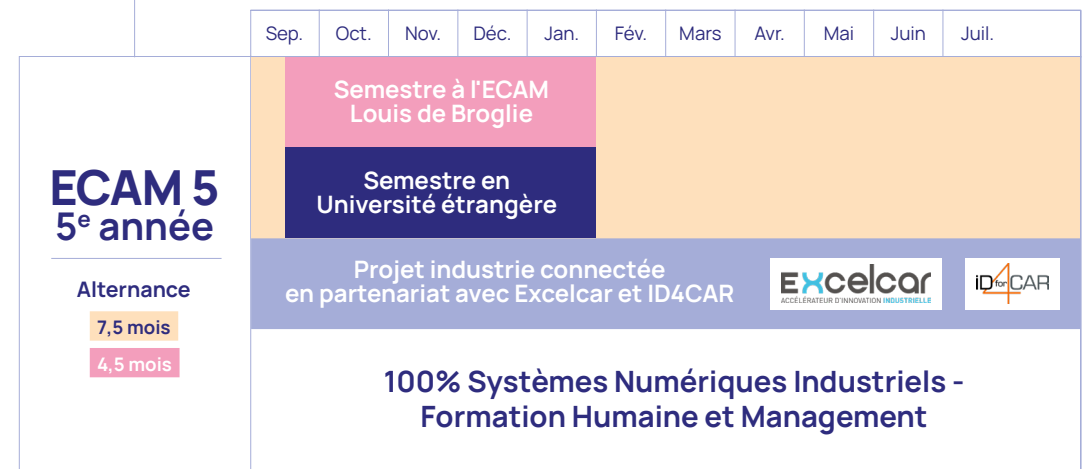 Sep. Oct. Nov. Déc. Jan. Fév. Mars Avr. Mai Juin Juil.
ECAM 5
5e année
Alternance
7,5 mois
4,5 mois
Semestre à l'ECAM
Louis de Broglie
Semestre en
Université étrangère
Projet industrie connectée
en partenariat avec Excelcar et ID4CAR
EXCELCAR
ACCÉLÉRATEUR D'INNOVATION INDUSTRIELLE
iD4forCAR
100% Systèmes Numériques Industriels -
Formation Humaine et Management